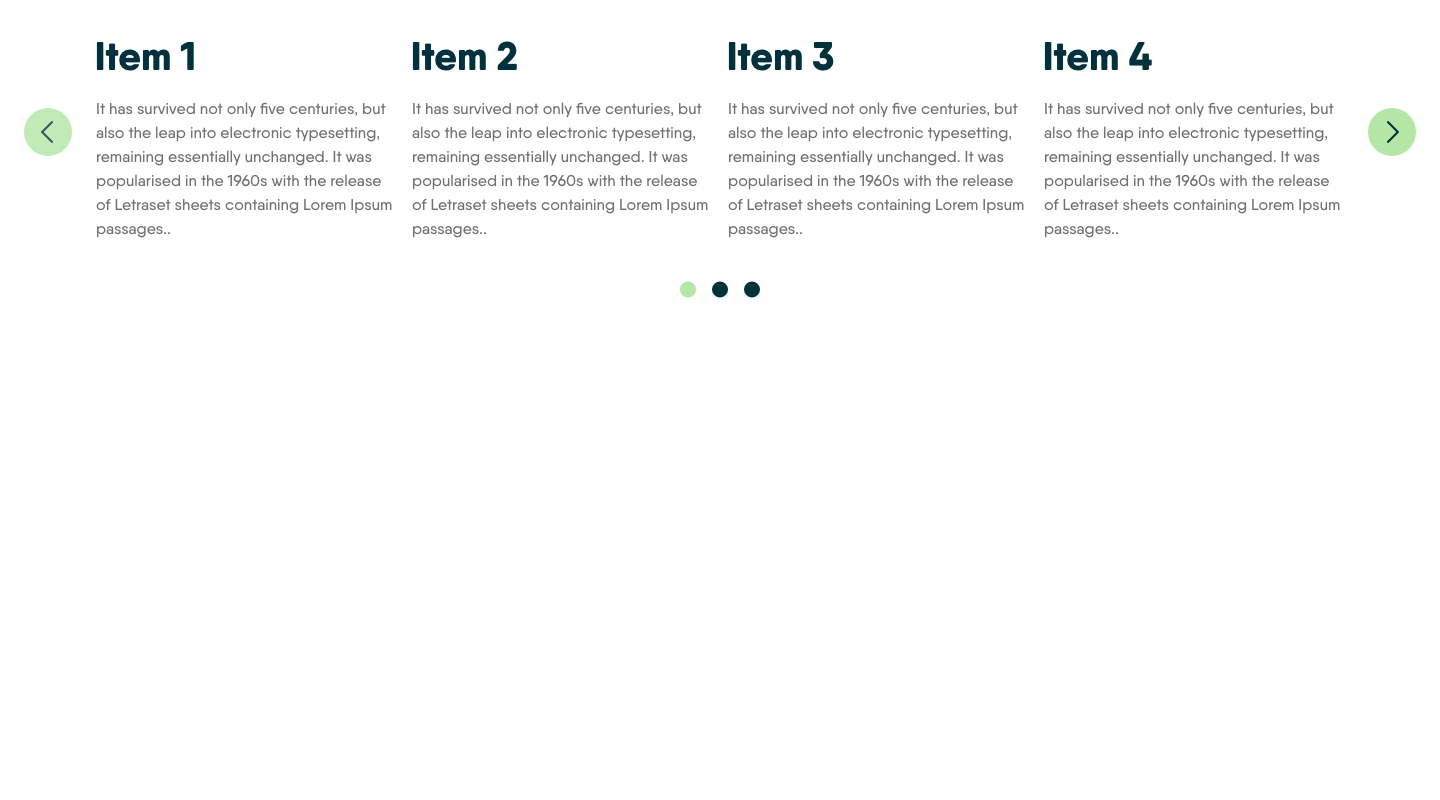 Item 1
It has survived not only five centuries, but
also the leap into electronic typesetting,
remaining essentially unchanged. It was
popularised in the 1960s with the release
of Letraset sheets containing Lorem Ipsum
passages..
Item 2
It has survived not only five centuries, but
also the leap into electronic typesetting,
remaining essentially unchanged. It was
popularised in the 1960s with the release
of Letraset sheets containing Lorem Ipsum
passages..
Item 3
It has survived not only five centuries, but
also the leap into electronic typesetting,
remaining essentially unchanged. It was
popularised in the 1960s with the release
of Letraset sheets containing Lorem Ipsum
passages..
Item 4
It has survived not only five centuries, but
also the leap into electronic typesetting,
remaining essentially unchanged. It was
popularised in the 1960s with the release
of Letraset sheets containing Lorem Ipsum
passages..